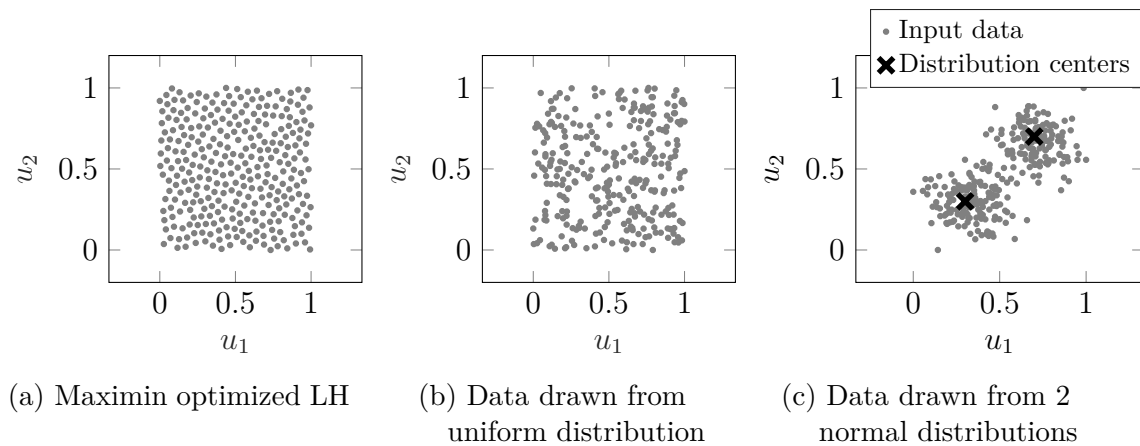 Input data
Distribution centers
1
0.5
0
u₂
0
0.5
1
u₁
(a) Maximin optimized LH
1
0.5
0
u₂
0
0.5
1
u₁
(b) Data drawn from
uniform distribution
1
0.5
0
u₂
0
0.5
1
u₁
(c) Data drawn from 2
normal distributions